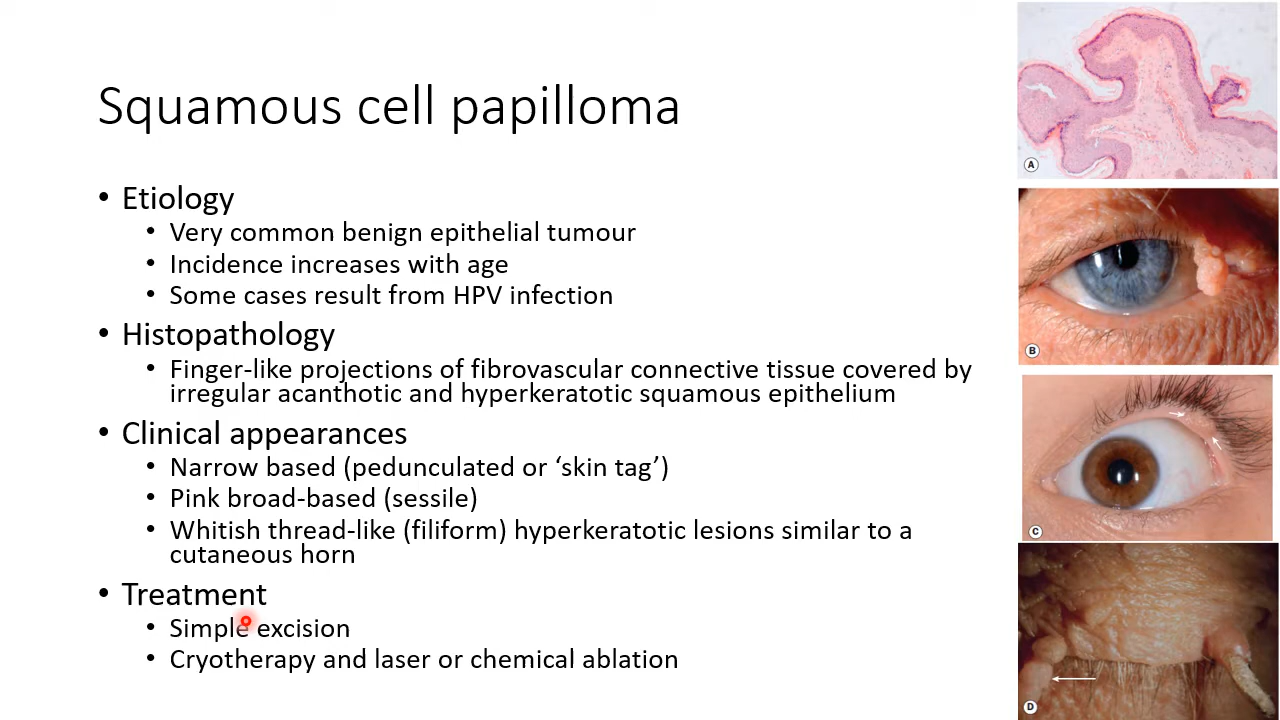 Squamous cell papilloma
• Etiology
• Very common benign epithelial tumour
• Incidence increases with age
• Some cases result from HPV infection
• Histopathology
• Finger-like projections of fibrovascular connective tissue covered by
irregular acanthotic and hyperkeratotic squamous epithelium
• Clinical appearances
• Narrow based (pedunculated or ‘skin tag’)
• Pink broad-based (sessile)
• Whitish thread-like (filiform) hyperkeratotic lesions similar to a
cutaneous horn
• Treatment
• Simple excision
• Cryotherapy and laser or chemical ablation
A
B
C
D